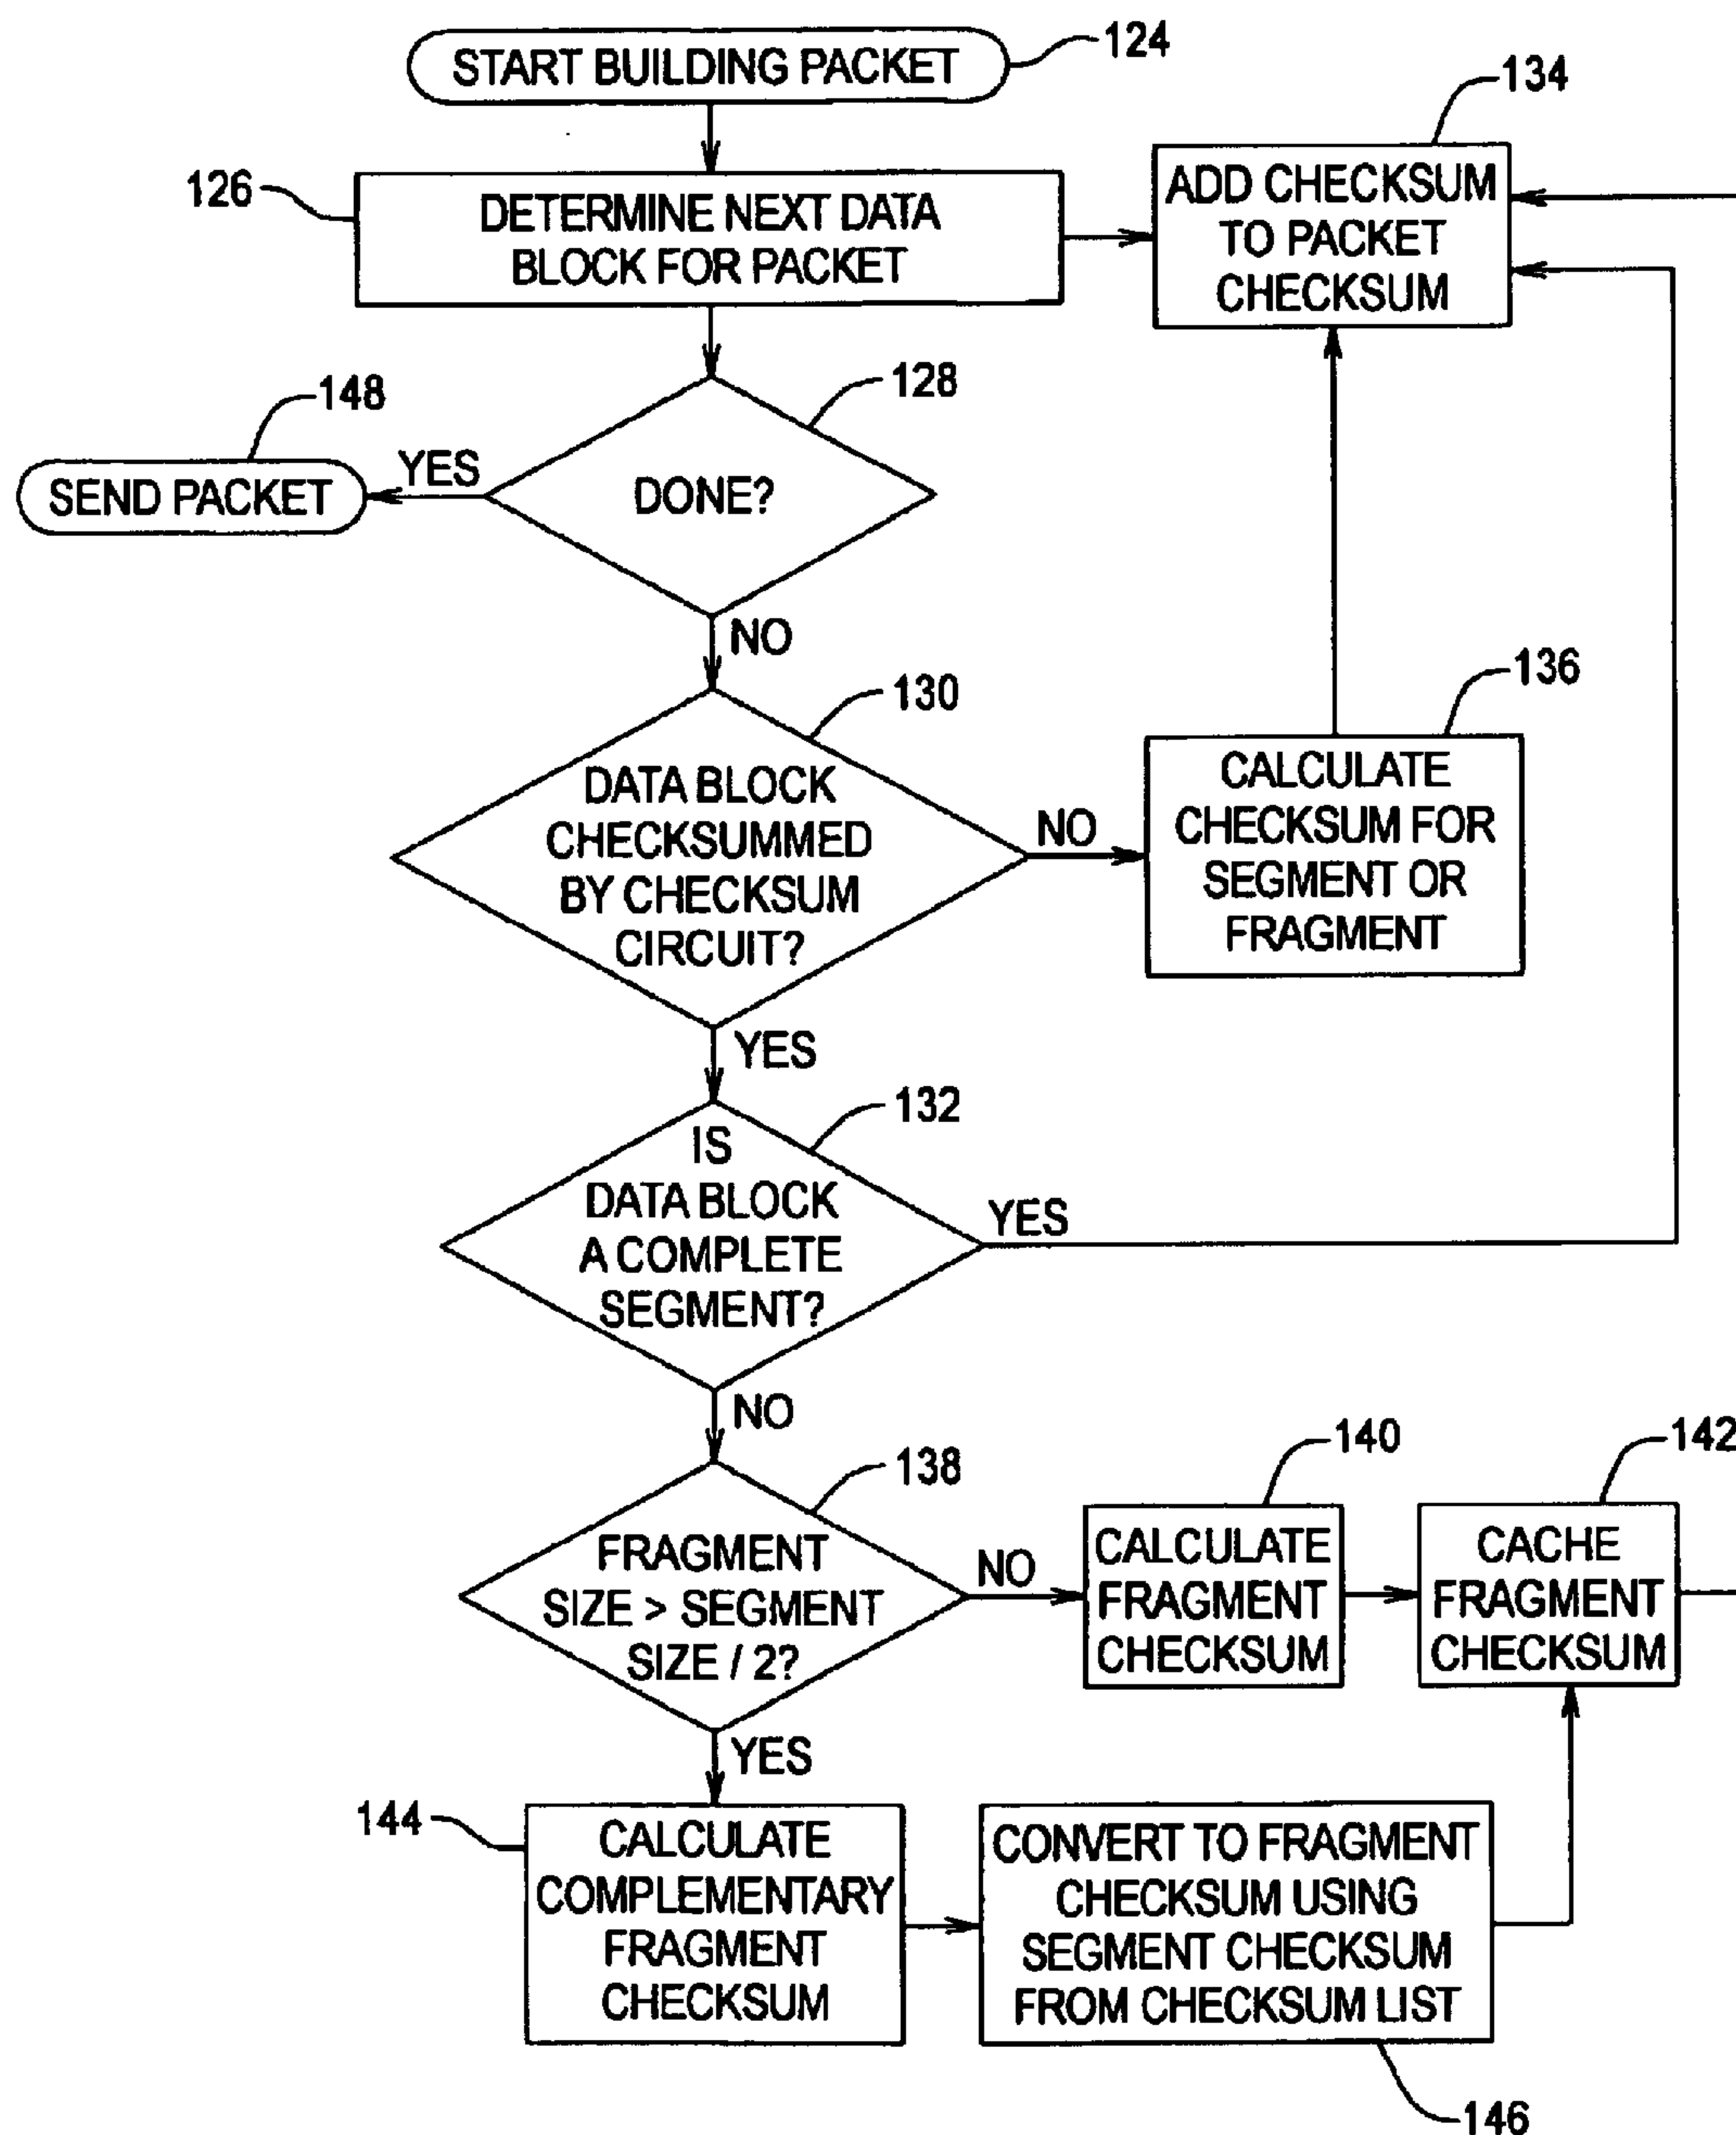 START BUILDING PACKET
124
134
126
DETERMINE NEXT DATA
BLOCK FOR PACKET
ADD CHECKSUM
TO PACKET
CHECKSUM
128
148
SEND PACKET
YES
DONE?
NO
130
136
DATA BLOCK
CHECKSUMMED
BY CHECKSUM
CIRCUIT?
NO
CALCULATE
CHECKSUM FOR
SEGMENT OR
FRAGMENT
YES
132
IS
DATA BLOCK
A COMPLETE
SEGMENT?
YES
NO
138
140
142
FRAGMENT
SIZE > SEGMENT
SIZE / 2?
NO
CALCULATE
FRAGMENT
CHECKSUM
CACHE
FRAGMENT
CHECKSUM
YES
144
CALCULATE
COMPLEMENTARY
FRAGMENT
CHECKSUM
CONVERT TO FRAGMENT
CHECKSUM USING
SEGMENT CHECKSUM
FROM CHECKSUM LIST
146